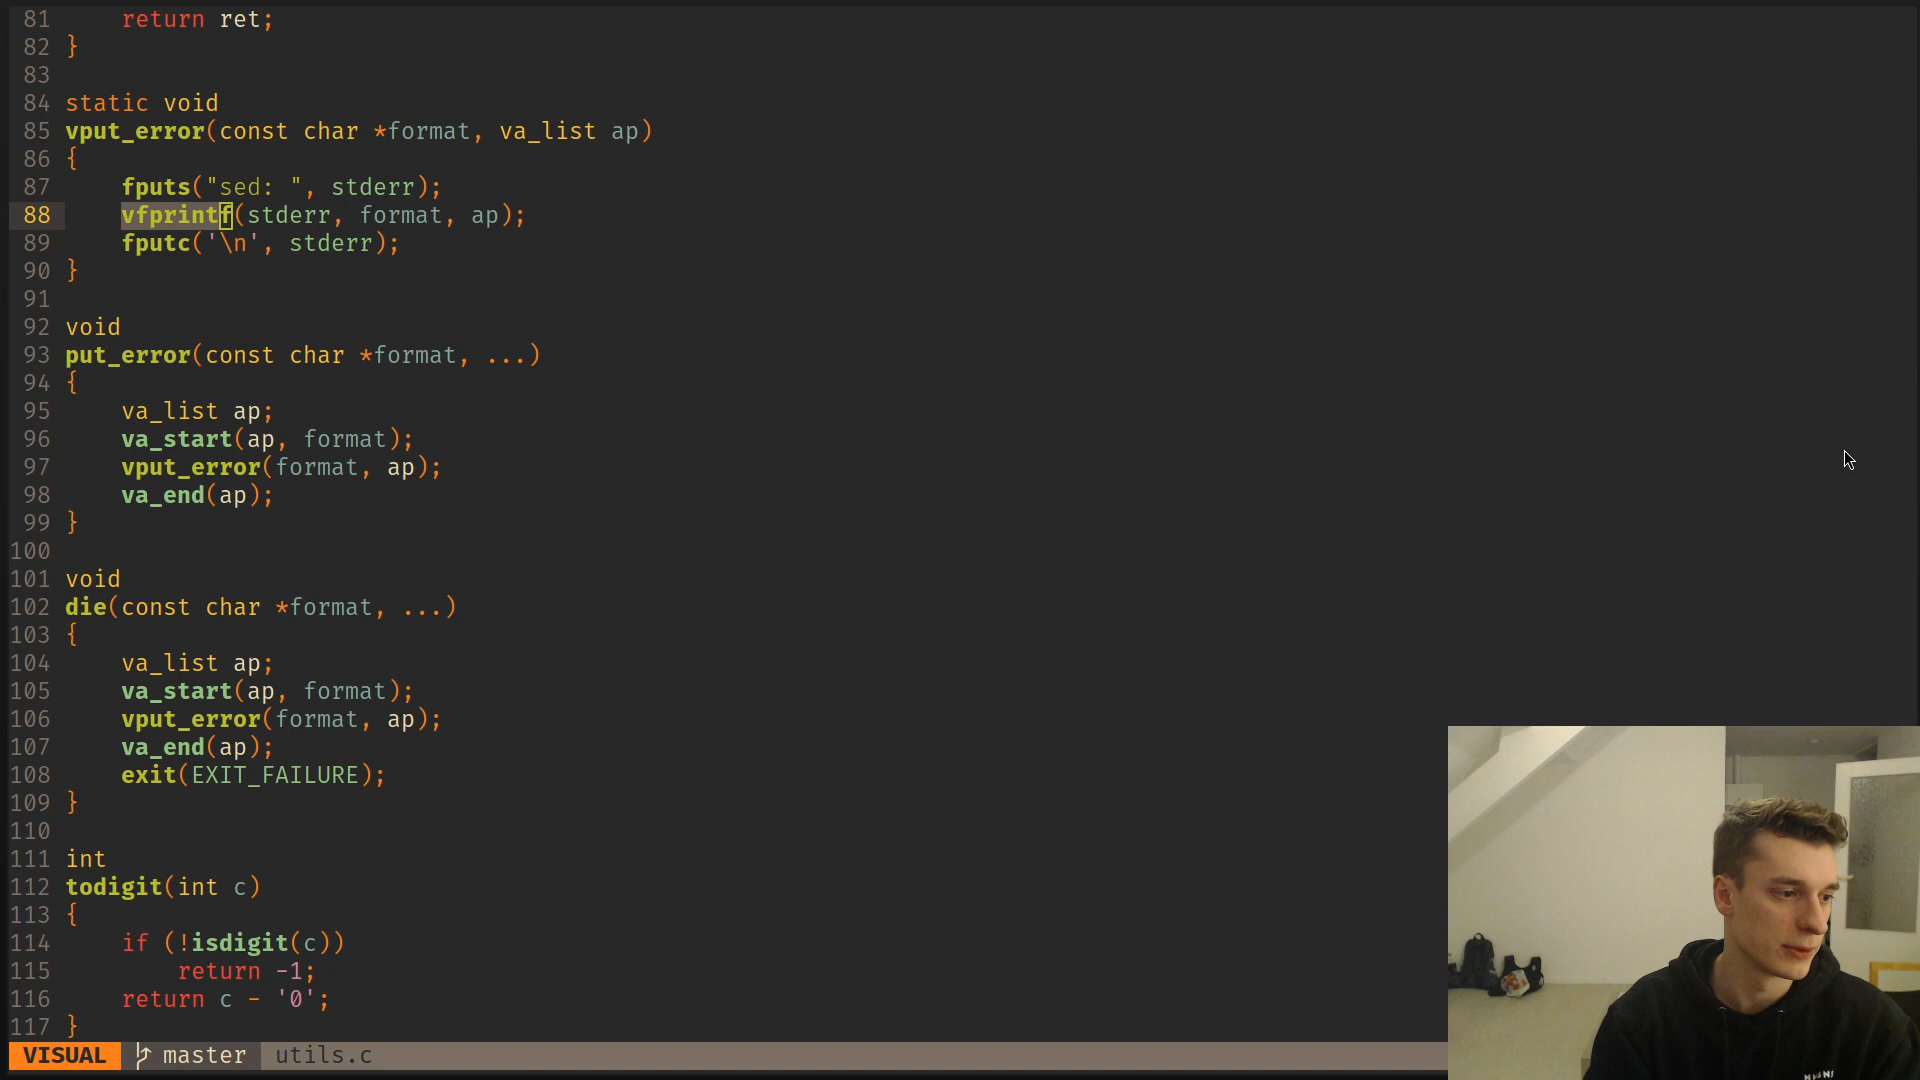 81     return ret;
82 }
83
84 static void
85 vput_error(const char *format, va_list ap)
86 {
87     fputs("sed: ", stderr);
88     vfprintf(stderr, format, ap);
89     fputc('\n', stderr);
90 }
91
92 void
93 put_error(const char *format, ...)
94 {
95     va_list ap;
96     va_start(ap, format);
97     vput_error(format, ap);
98     va_end(ap);
99 }
100
101 void
102 die(const char *format, ...)
103 {
104     va_list ap;
105     va_start(ap, format);
106     vput_error(format, ap);
107     va_end(ap);
108     exit(EXIT_FAILURE);
109 }
110
111 int
112 todigit(int c)
113 {
114     if (!isdigit(c))
115         return -1;
116     return c - '0';
117 }
VISUAL master utils.c